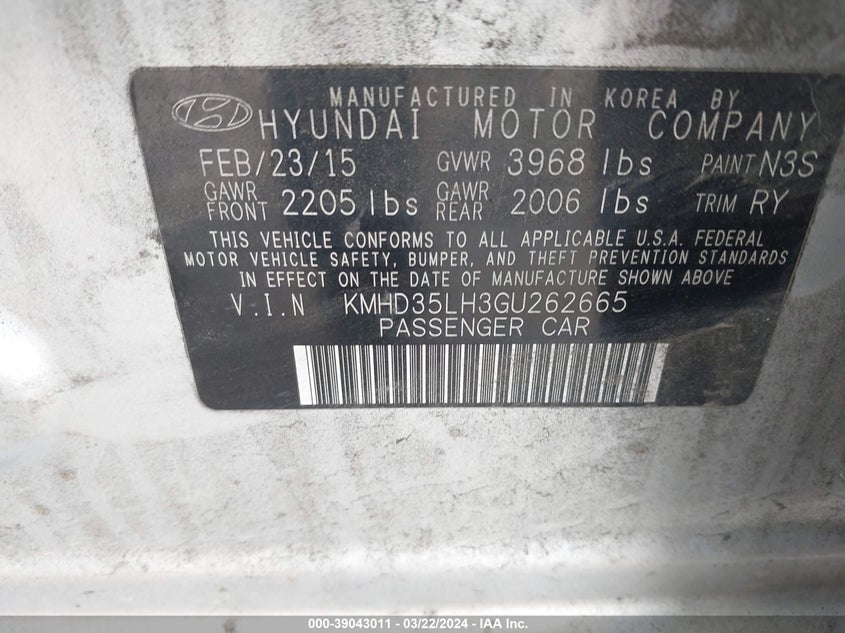 MANUFACTURED IN KOREA BY
HYUNDAI MOTOR COMPANY
FEB/23/15 GVWR 3968 lbs PAINT N3S
GAWR FRONT 2205 lbs GAWR REAR 2006 lbs TRIM RY
THIS VEHICLE CONFORMS TO ALL APPLICABLE U.S.A. FEDERAL
MOTOR VEHICLE SAFETY, BUMPER, AND THEFT PREVENTION STANDARDS
IN EFFECT ON THE DATE OF MANUFACTURE SHOWN ABOVE
V.I.N KMHD35LH3GU262665
PASSENGER CAR
000-39043011 - 03/22/2024 - IAA Inc.